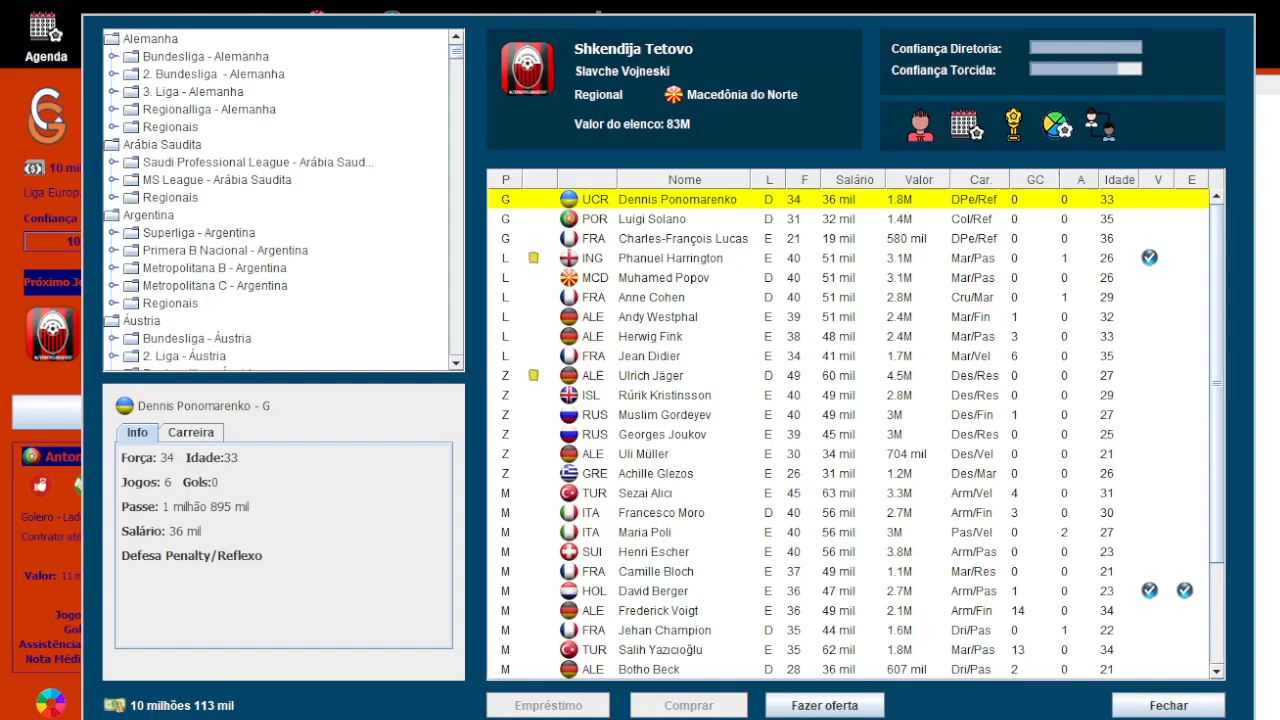 Agenda
10 mil
Liga Europ
Confiança
10
Próximo Jo
Anton
Goleiro - Lad
Contrato até
Valor: 11 m
Jogo
Gol
Assistência
Nota Médi
Alemanha
Bundesliga - Alemanha
2. Bundesliga - Alemanha
3. Liga - Alemanha
Regionalliga - Alemanha
Regionais
Arábia Saudita
Saudi Professional League - Arábia Saud...
MS League - Arábia Saudita
Regionais
Argentina
Superliga - Argentina
Primera B Nacional - Argentina
Metropolitana B - Argentina
Metropolitana C - Argentina
Regionais
Áustria
Bundesliga - Áustria
2. Liga - Áustria
Dennis Ponomarenko - G
Info Carreira
Força: 34 Idade:33
Jogos: 6 Gols:0
Passe: 1 milhão 895 mil
Salário: 36 mil
Defesa Penalty/Reflexo
10 milhões 113 mil
Shkendija Tetovo
Slavche Vojneski
Regional Macedônia do Norte
Valor do elenco: 83M
Confiança Diretoria:
Confiança Torcida:
P Nome L F Salário Valor Car. GC A Idade V E
G UCR Dennis Ponomarenko D 34 36 mil 1.8M DPe/Ref 0 0 33
G POR Luigi Solano D 31 32 mil 1.4M Col/Ref 0 0 35
G FRA Charles-François Lucas E 21 19 mil 580 mil DPe/Ref 0 0 36
L ING Phanuel Harrington E 40 51 mil 3.1M Mar/Pas 0 1 26
L MCD Muhamed Popov D 40 51 mil 3.1M Mar/Pas 0 0 26
L FRA Anne Cohen D 40 51 mil 2.8M Cru/Mar 0 1 29
L ALE Andy Westphal E 39 51 mil 2.4M Mar/Fin 1 0 32
L ALE Herwig Fink E 38 48 mil 2.4M Mar/Pas 3 0 33
L FRA Jean Didier E 34 41 mil 1.7M Mar/Vel 6 0 35
Z ALE Ulrich Jäger D 49 60 mil 4.5M Des/Res 0 0 27
Z ISL Rúrik Kristinsson E 40 49 mil 2.8M Des/Res 0 0 29
Z RUS Muslim Gordeyev E 40 49 mil 3M Des/Fin 1 0 27
Z RUS Georges Joukov D 39 45 mil 3M Des/Res 0 0 25
Z ALE Uli Müller E 30 34 mil 704 mil Des/Vel 0 0 21
Z GRE Achille Glezos E 26 31 mil 1.2M Des/Mar 0 0 26
M TUR Sezai Alıcı E 45 63 mil 3.3M Arm/Vel 4 0 31
M ITA Francesco Moro D 40 56 mil 2.7M Arm/Fin 3 0 30
M ITA Maria Poli E 40 56 mil 3M Pas/Vel 0 2 27
M SUI Henri Escher E 40 56 mil 3.8M Arm/Pas 0 0 23
M FRA Camille Bloch E 37 49 mil 1.1M Mar/Res 0 0 21
M HOL David Berger E 36 47 mil 2.7M Arm/Pas 1 0 23
M ALE Frederick Voigt E 36 49 mil 2.1M Arm/Fin 14 0 34
M FRA Jehan Champion D 35 44 mil 1.6M Dri/Pas 0 1 22
M TUR Salih Yazıcıoğlu E 35 62 mil 1.8M Mar/Pas 13 0 34
M ALE Botho Beck D 28 36 mil 607 mil Dri/Pas 2 0 21
Empréstimo Comprar Fazer oferta Fechar